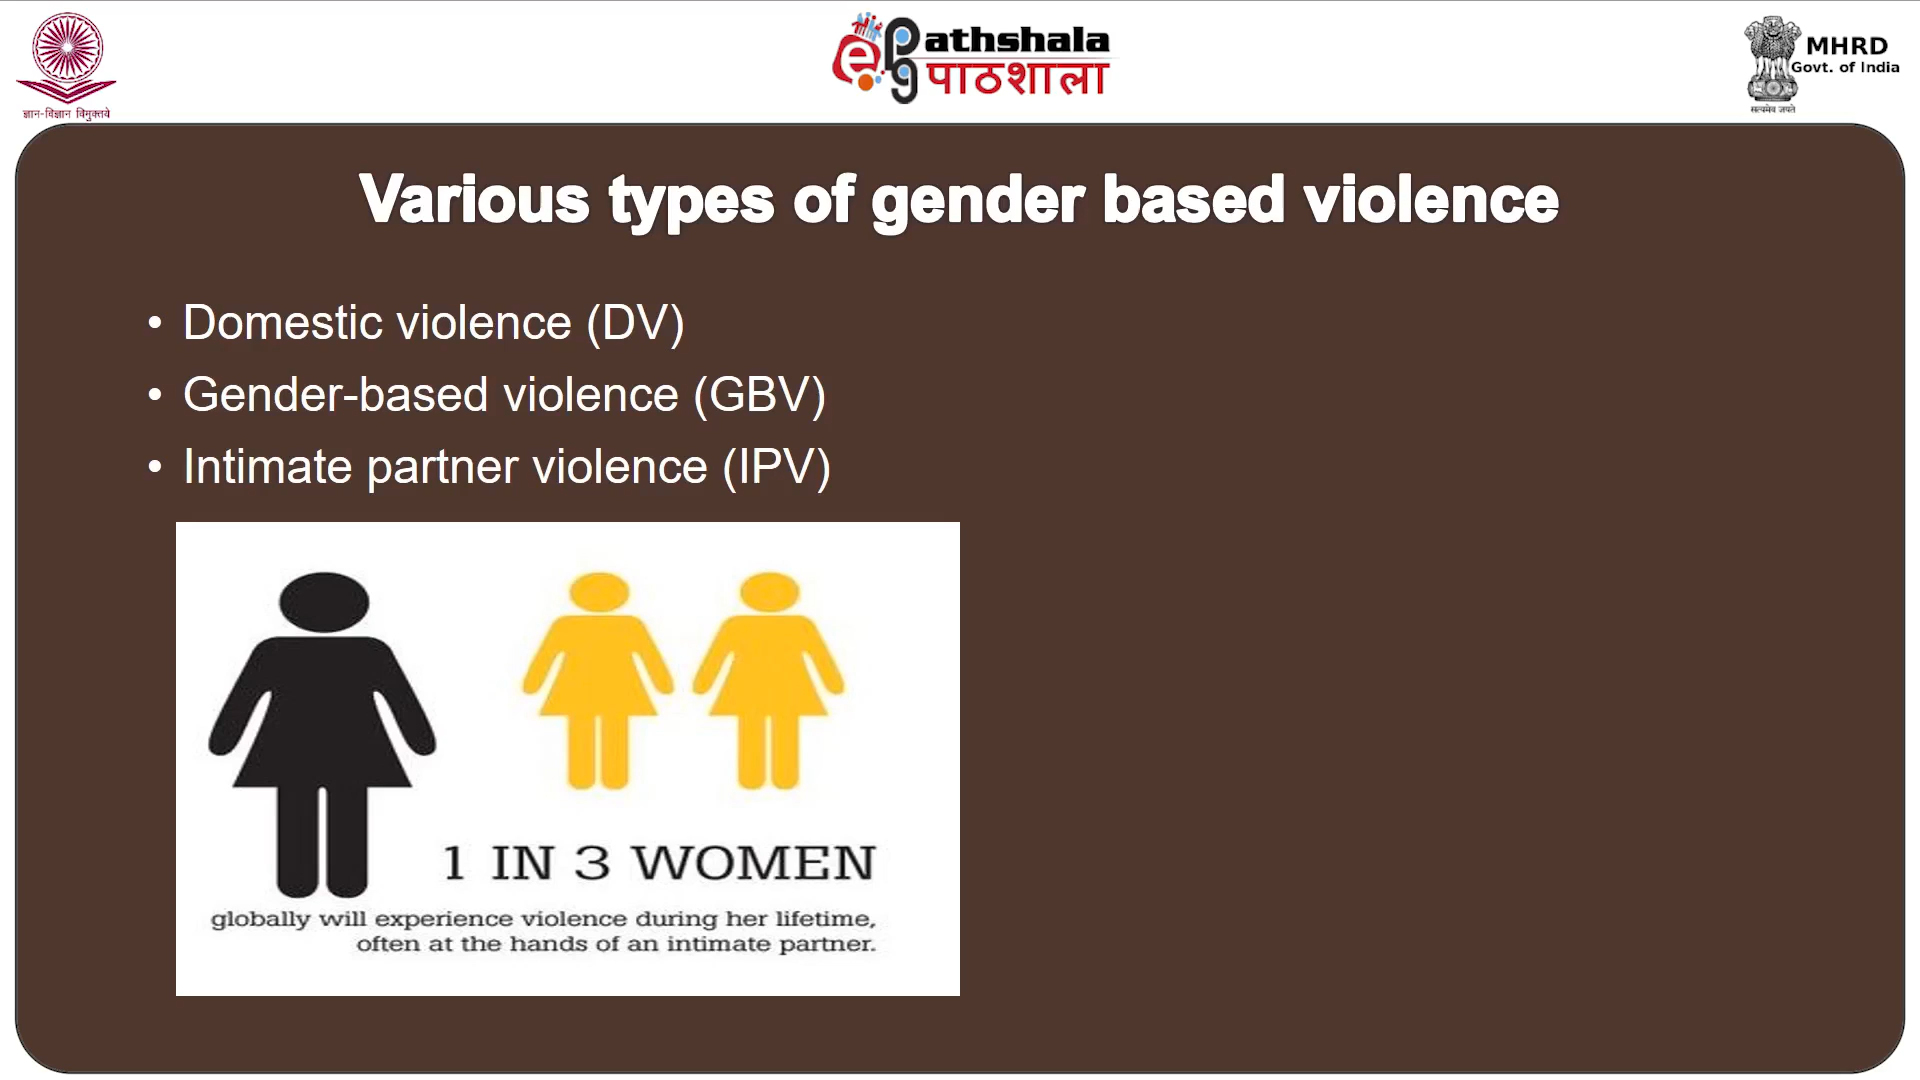 ज्ञान-विज्ञान विमुक्तये
e PG Pathshala
पाठशाला
MHRD
Govt. of India
सत्यमेव जयते
Various types of gender based violence
• Domestic violence (DV)
• Gender-based violence (GBV)
• Intimate partner violence (IPV)
1 IN 3 WOMEN
globally will experience violence during her lifetime,
often at the hands of an intimate partner.